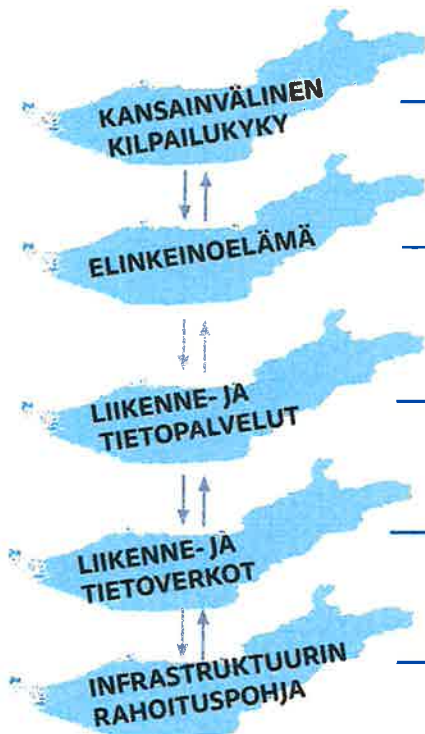 KANSAINVÄLINEN
KILPAILUKYKY
ELINKEINOELÄMÄ
LIIKENNE- JA
TIETOPALVELUT
LIIKENNE- JA
TIETOVERKOT
INFRASTRUKTUURIN
RAHOITUSPOHJA